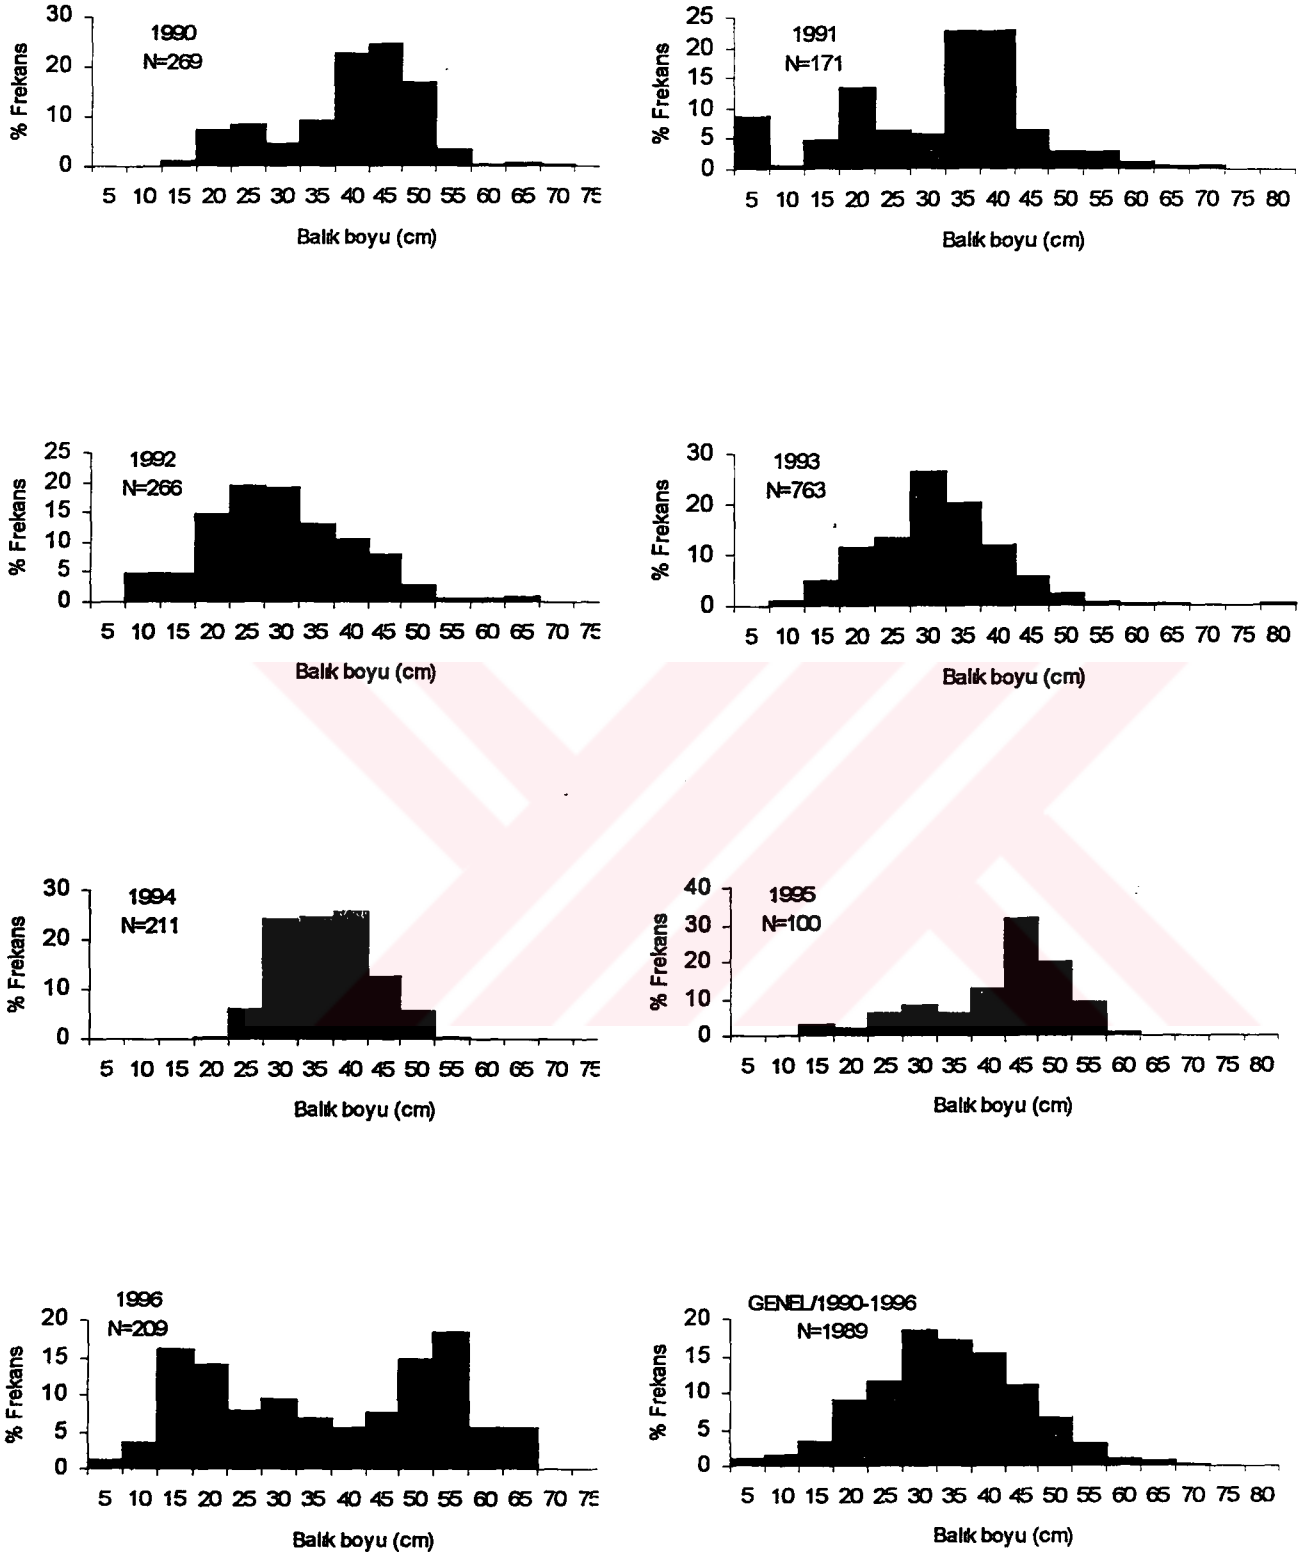 1990
N=269
% Frekans
30
20
10
0
5 10 15 20 25 30 35 40 45 50 55 60 65 70 75
Balık boyu (cm)
1991
N=171
% Frekans
25
20
15
10
5
0
5 10 15 20 25 30 35 40 45 50 55 60 65 70 75 80
Balık boyu (cm)
1992
N=266
% Frekans
25
20
15
10
5
0
5 10 15 20 25 30 35 40 45 50 55 60 65 70 75
Balık boyu (cm)
1993
N=763
% Frekans
30
20
10
0
5 10 15 20 25 30 35 40 45 50 55 60 65 70 75 80
Balık boyu (cm)
1994
N=211
% Frekans
30
20
10
0
5 10 15 20 25 30 35 40 45 50 55 60 65 70 75
Balık boyu (cm)
1995
N=100
% Frekans
40
30
20
10
0
5 10 15 20 25 30 35 40 45 50 55 60 65 70 75 80
Balık boyu (cm)
1996
N=209
% Frekans
20
15
10
5
0
5 10 15 20 25 30 35 40 45 50 55 60 65 70 75
Balık boyu (cm)
GENEL/1990-1996
N=1989
% Frekans
20
15
10
5
0
5 10 15 20 25 30 35 40 45 50 55 60 65 70 75 80
Balık boyu (cm)